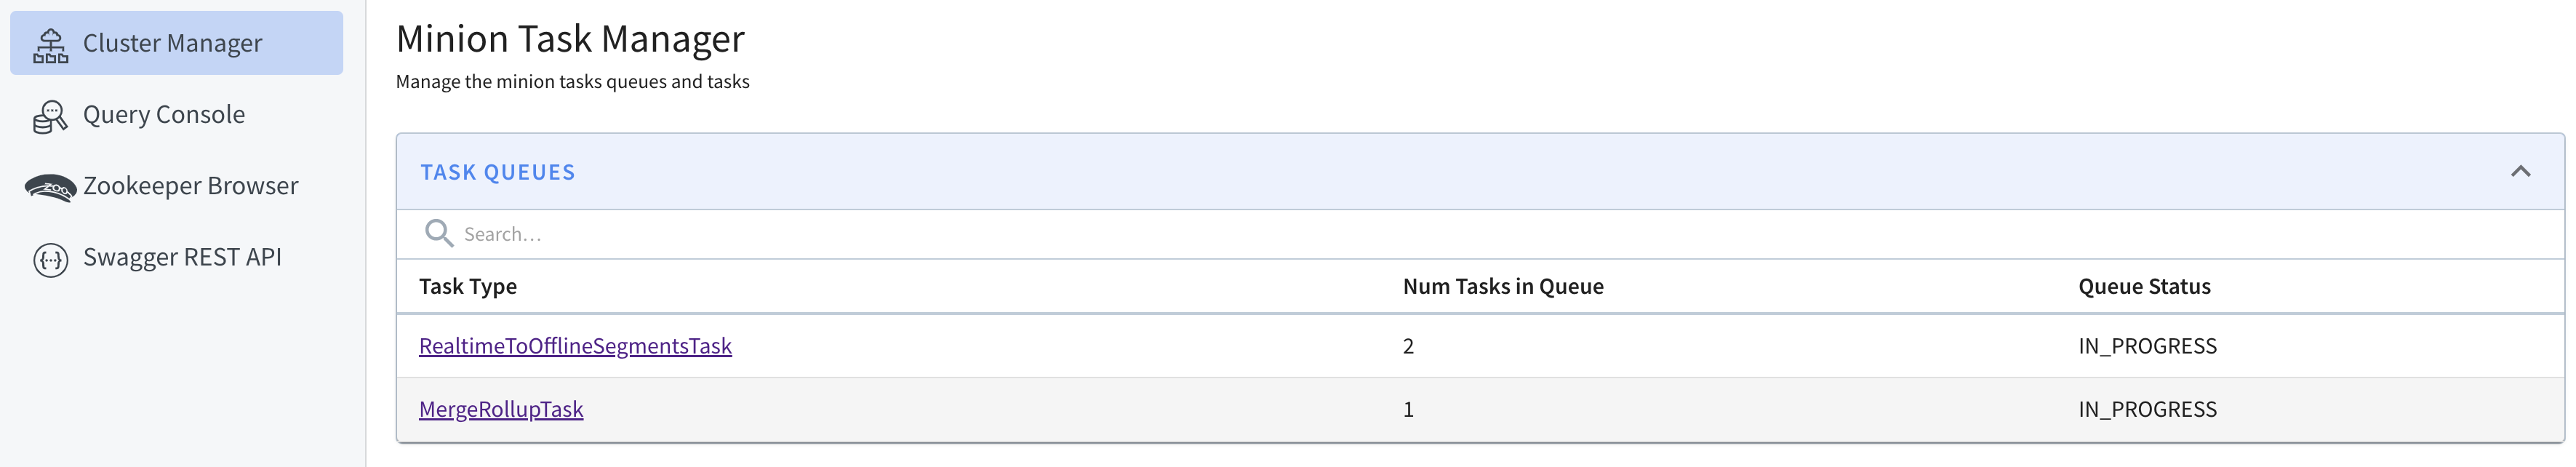 Cluster Manager
Query Console
Zookeeper Browser
Swagger REST API
Minion Task Manager
Manage the minion tasks queues and tasks
TASK QUEUES
Search…
Task Type Num Tasks in Queue Queue Status
RealtimeToOfflineSegmentsTask 2 IN_PROGRESS
MergeRollupTask 1 IN_PROGRESS